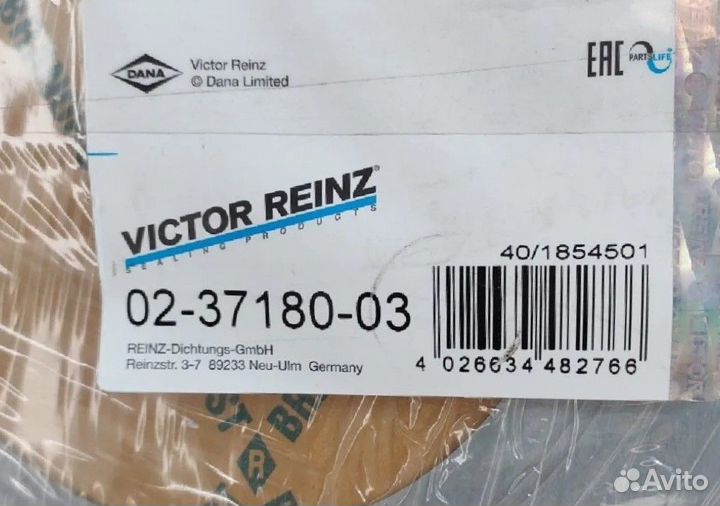 DANA
Victor Reinz
© Dana Limited
EAC
PARTSLIFE
VICTOR REINZ®
SEALING PRODUCTS
40/1854501
02-37180-03
REINZ-Dichtungs-GmbH
Reinzstr. 3-7 89233 Neu-Ulm Germany
4 026634 482766
R
Avito